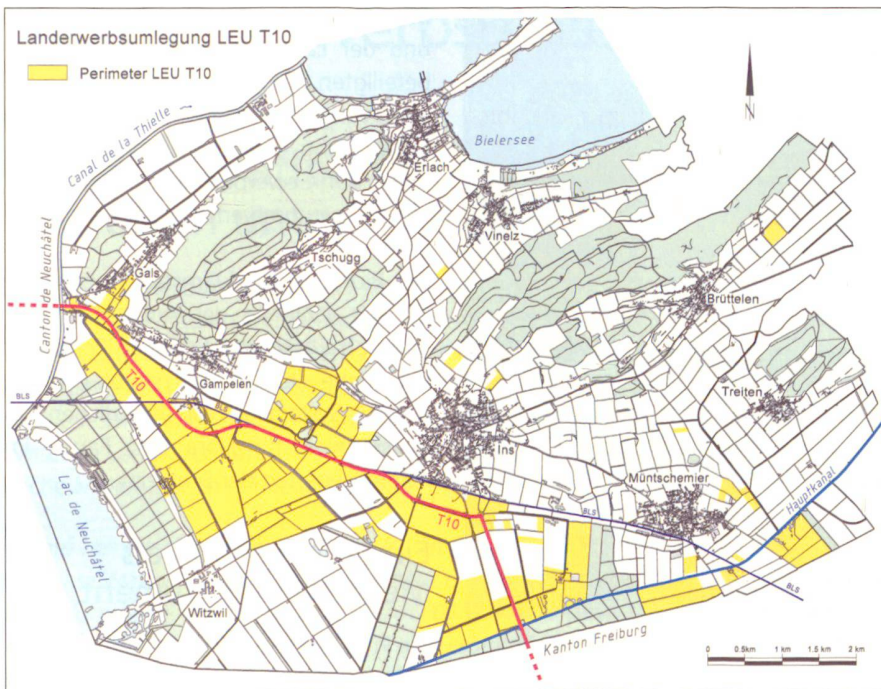 Landerwerbsumlegung LEU T10
Perimeter LEU T10
N
Canal de la Thielle →
Bielersee
Erlach
Vinelz
Tschugg
Gals
Canton de Neuchâtel
Brüttelen
T10
Gampelen
BLS
BLS
Treiten
Ins
Müntschemier
Hauptkanal
Lac de Neuchâtel
T10
BLS
BLS
Witzwil
Kanton Freiburg
0 0.5km 1 km 1.5 km 2 km